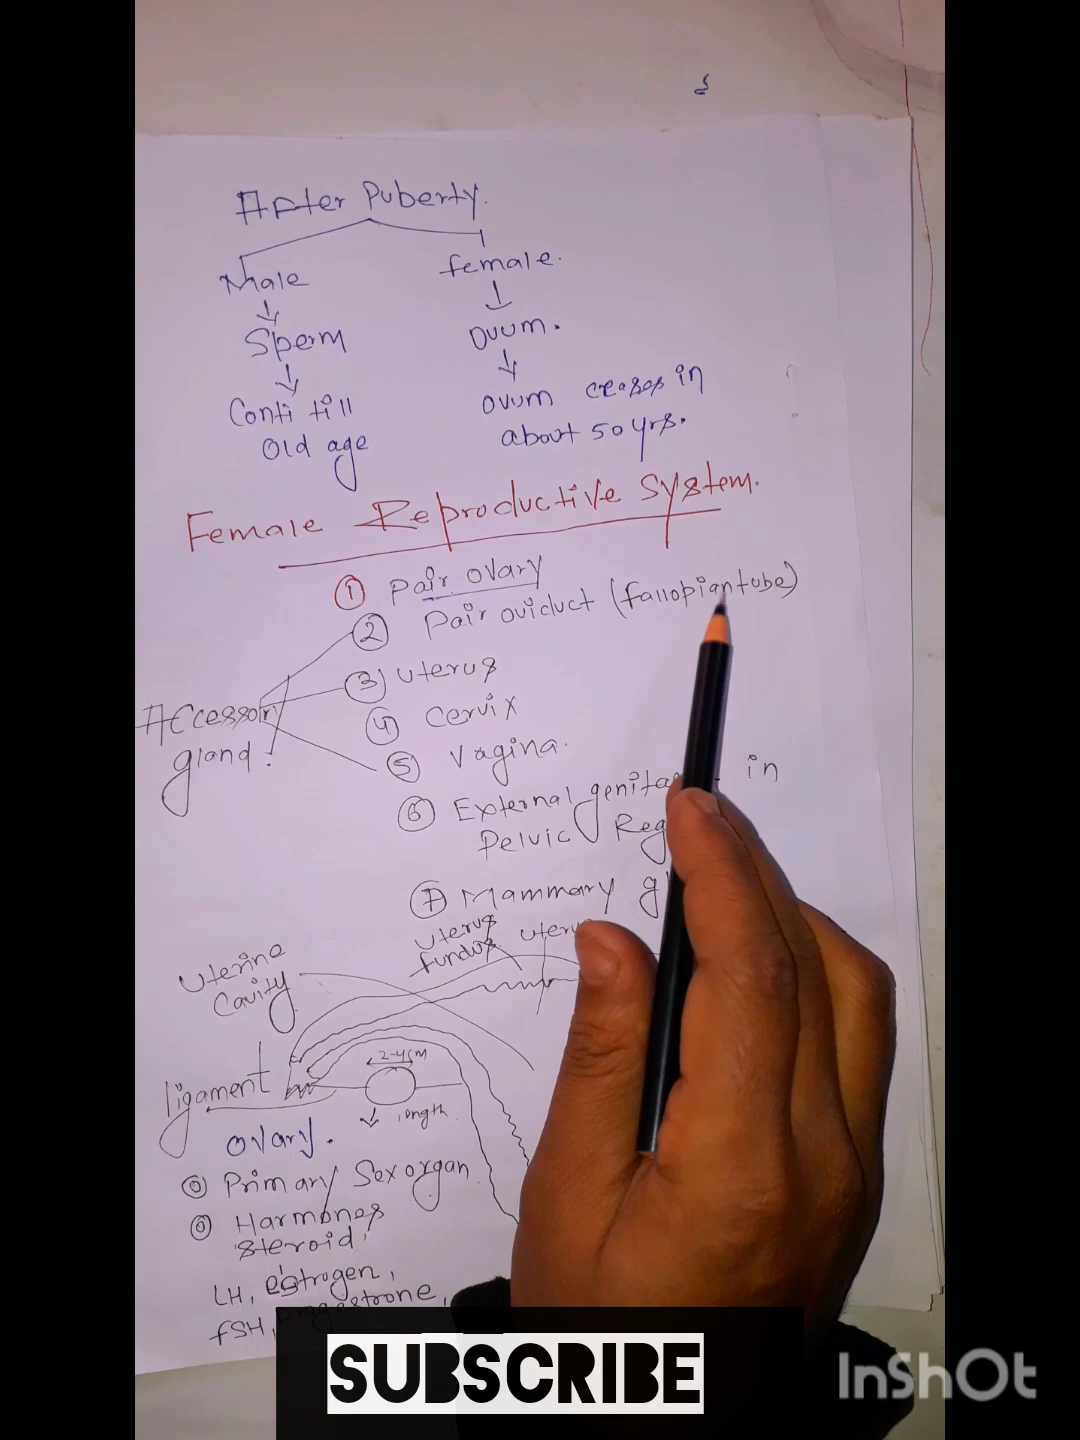 After Puberty.
Male
female.
Sperm
Ovum.
Conti till
old age
Ovum ceases in
about 50 yrs.
Female Reproductive System.
① Pair ovary
② Pair oviduct (fallopian tube)
③ Uterus
④ Cervix
⑤ Vagina.
Accessory
gland.
⑥ External genita in
Pelvic Reg
⑦ Mammary g
Uterus
fundus
Uterus
Uterine
Cavity
2-4cm
length
ligament
Ovary.
Primary Sex organ
Harmones
steroid
LH, estrogen,
FSH, Progestrone,
SUBSCRIBE
InShOt